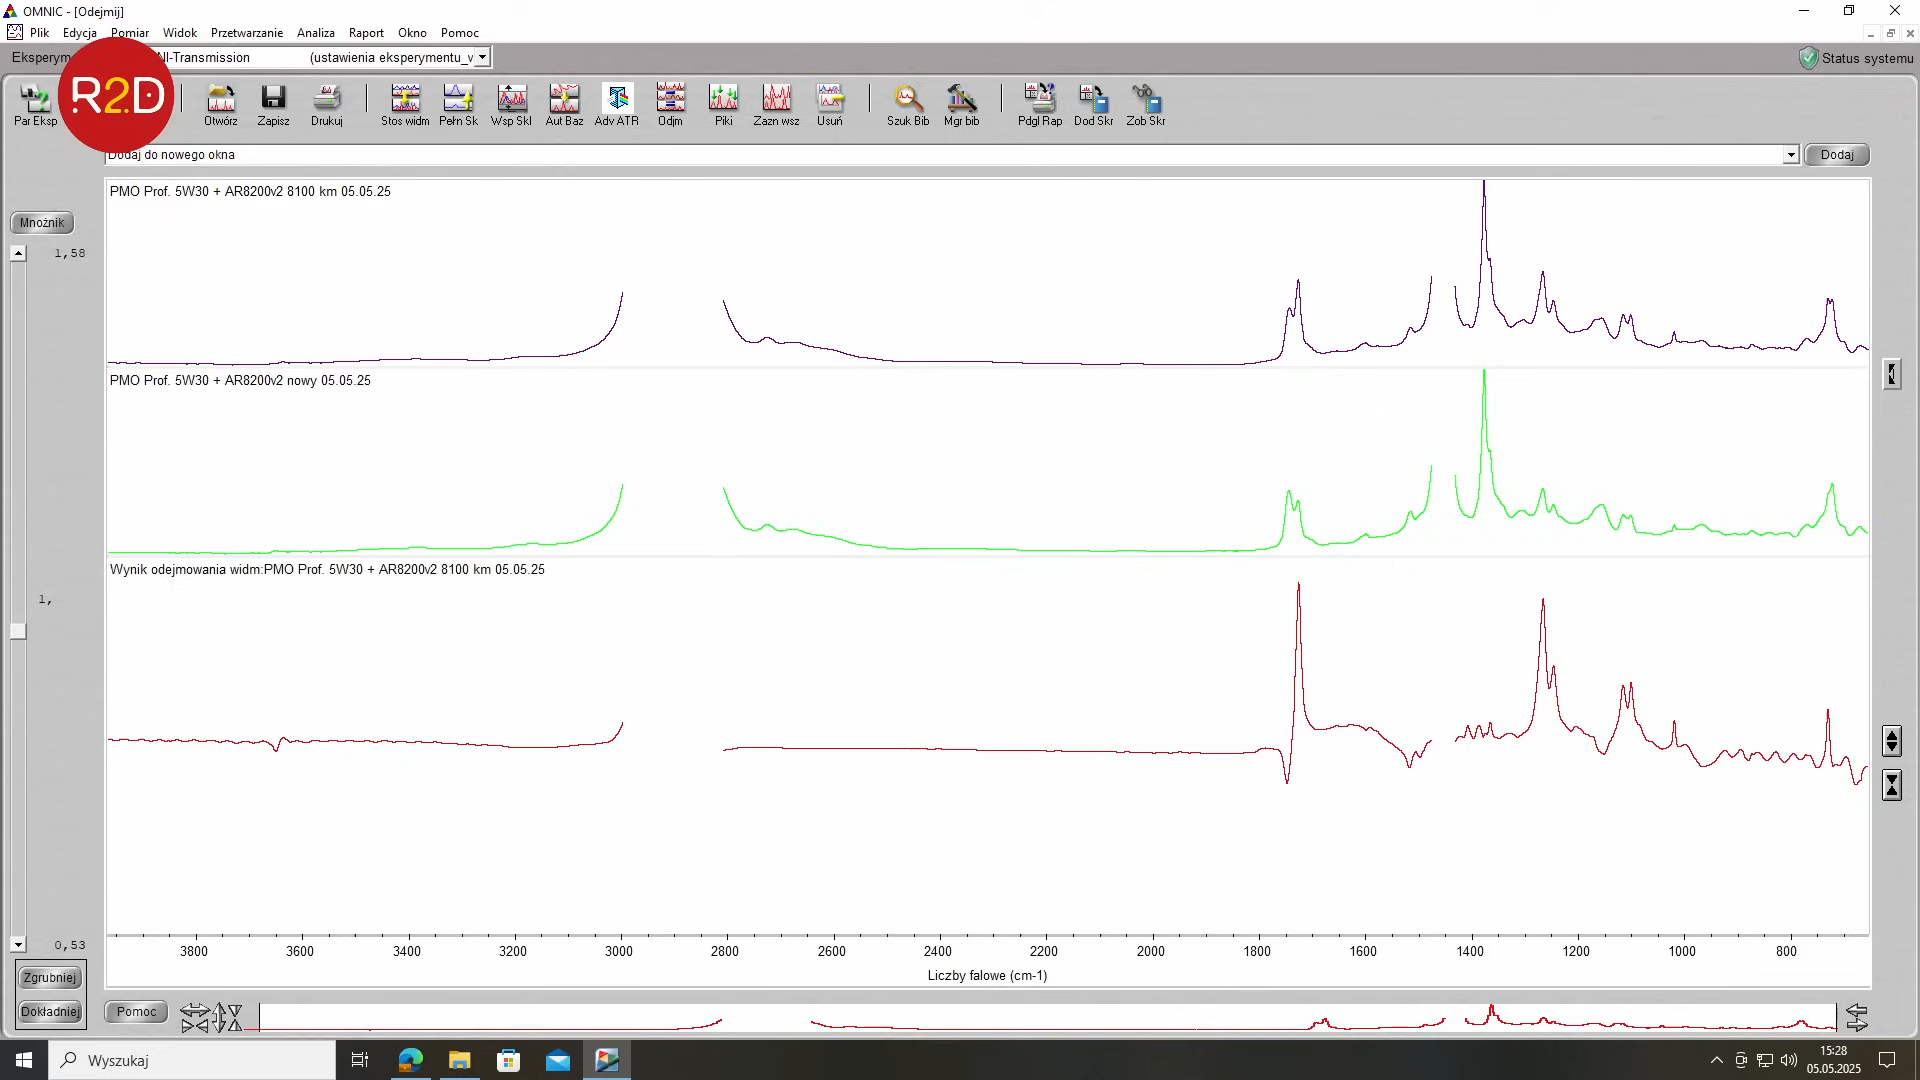 OMNIC - [Odejmij]
Plik Edycja Pomiar Widok Przetwarzanie Analiza Raport Okno Pomoc
(ustawienia eksperymentu_v
Status systemu
R2D
Par Eksp Otwórz Zapisz Drukuj Stos widm Pełn Sk Wsp Skl Aut Baz Adv ATR Odjm Piki Zazn wsz Usuń Szuk Bib Mgr bib Pdgl Rap Dod Skr Zob Skr
Dodaj do nowego okna Dodaj
PMO Prof. 5W30 + AR8200v2 8100 km 05.05.25
Mnożnik
1,58
PMO Prof. 5W30 + AR8200v2 nowy 05.05.25
Wynik odejmowania widm:PMO Prof. 5W30 + AR8200v2 8100 km 05.05.25
1,
0,53
3800 3600 3400 3200 3000 2800 2600 2400 2200 2000 1800 1600 1400 1200 1000 800
Liczby falowe (cm-1)
Zgrubniej
Dokładniej
Pomoc
Wyszukaj
15:28
05.05.2025